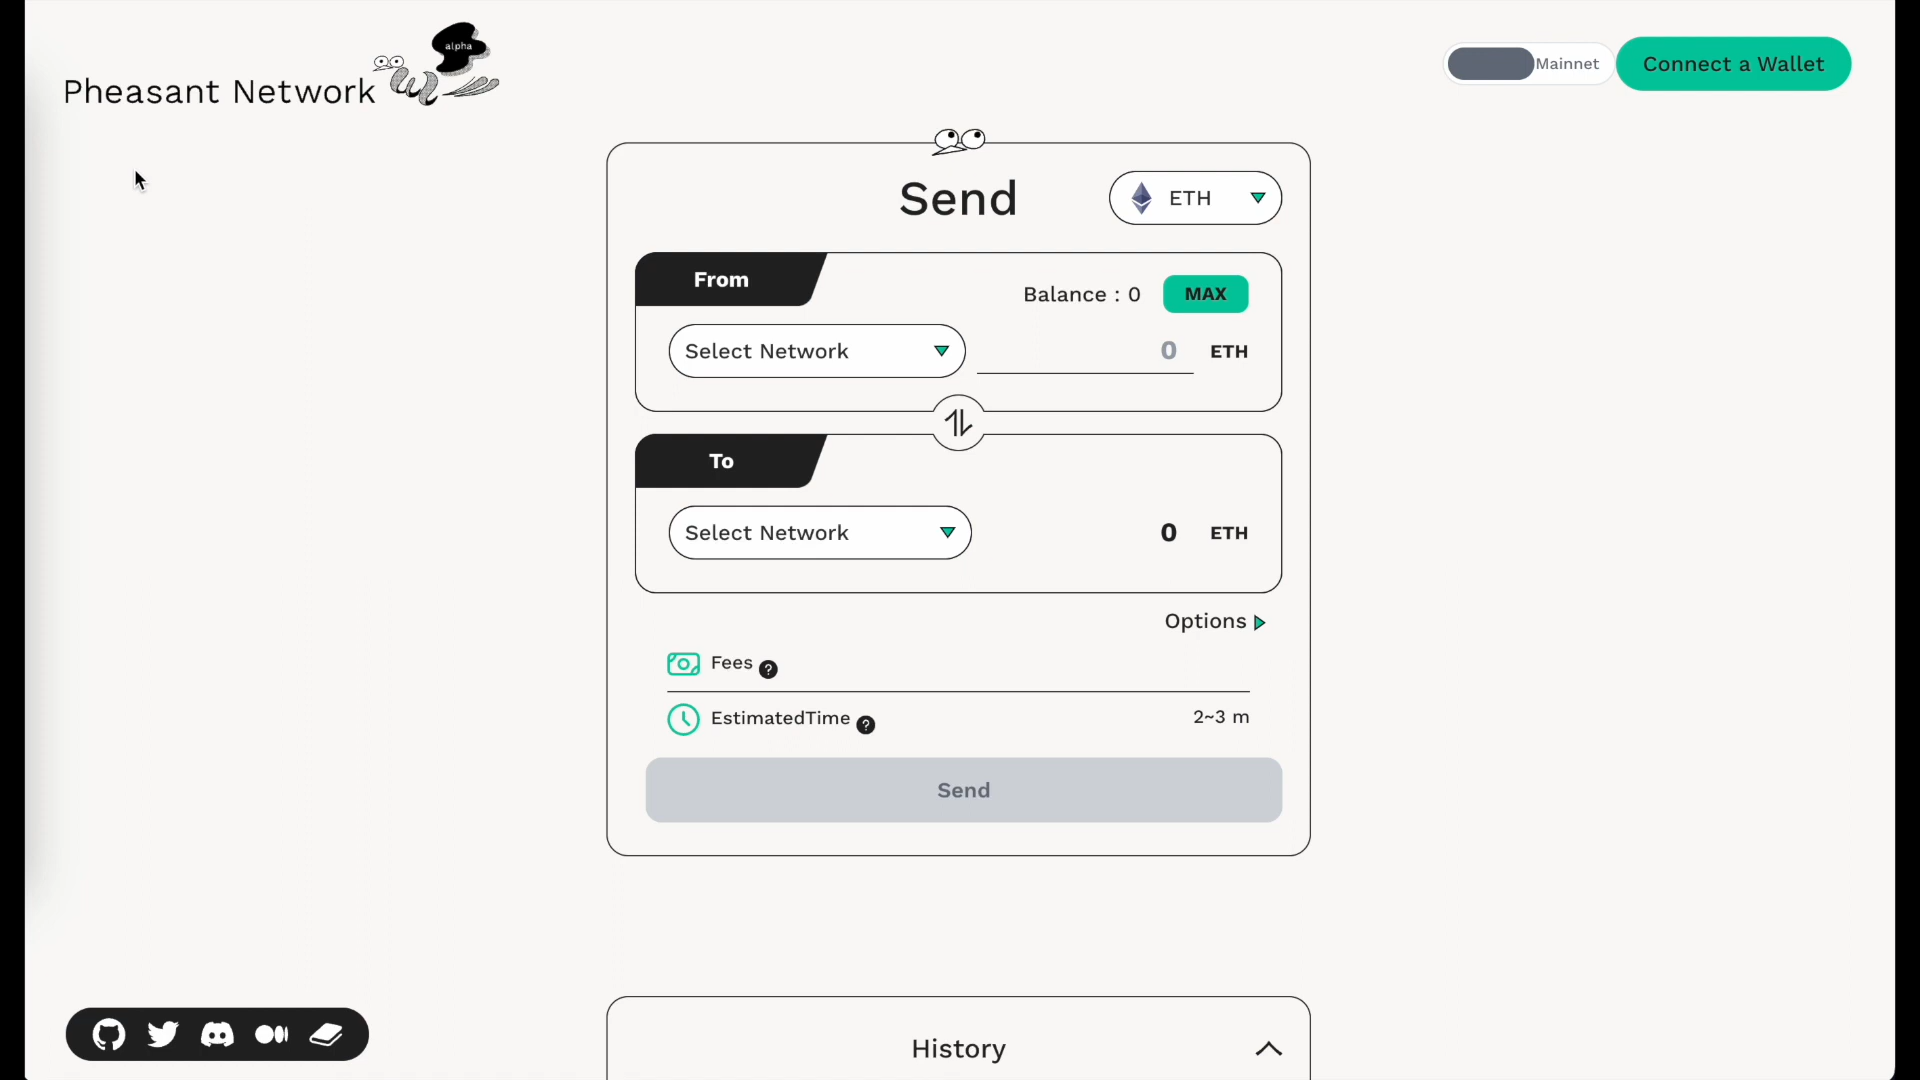 alpha
Pheasant Network
Mainnet
Connect a Wallet
Send
ETH
From
Balance : 0
MAX
Select Network
0
ETH
To
Select Network
0
ETH
Options
Fees
?
EstimatedTime
?
2~3 m
Send
History